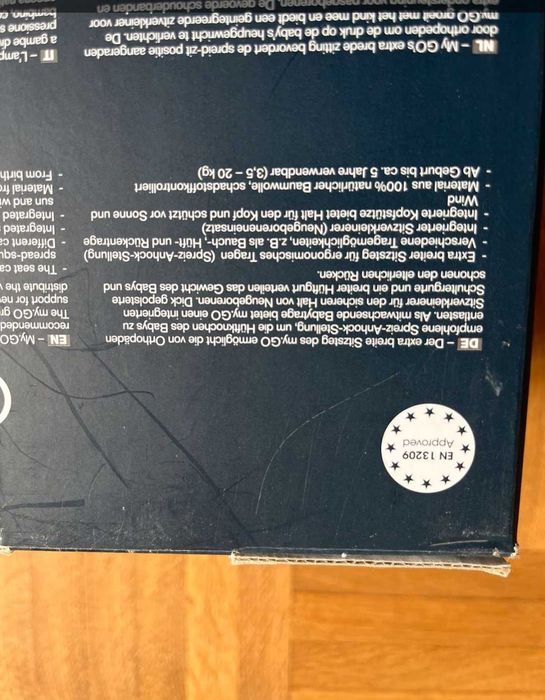 EN 13209
Approved
DE – Der extra breite Sitzsteg des my.GO ermöglicht die von Orthopäden
empfohlene Spreiz-Anhock-Stellung, um die Hüftknochen des Babys zu
entlasten. Als mitwachsende Babytrage bietet my.GO einen integrierten
Sitzverkleinerer für den sicheren Halt von Neugeborenen. Dick gepolsterte
Schultergurte und ein breiter Hüftgurt verteilen das Gewicht des Babys und
schonen den elterlichen Rücken.
- Extra breiter Sitzsteg für ergonomisches Tragen (Spreiz-Anhock-Stellung)
- Verschiedene Tragemöglichkeiten, z.B. als Bauch-, Hüft- und Rückentrage
- Integrierter Sitzverkleinerer (Neugeboreneneinsatz)
- Integrierte Kopfstütze bietet Halt für den Kopf und schützt vor Sonne und
Wind
- Material aus 100% natürlicher Baumwolle, schadstoffkontrolliert
- Ab Geburt bis ca. 5 Jahre verwendbar (3,5 – 20 kg)
NL – My GO's extra brede zitting bevordert de spreid-zit positie aangeraden
door orthopeden om de druk op de baby's heupgewricht te verlichten. De
my.GO groeit met het kind mee en biedt een geïntegreerde zitverkleiner voor
EN – My.GO
recommended
The my.GO gr
support for new
distribute the w
- The seat ca
spread-squ
- Different ca
- Integrated s
- Integrated
sun and wi
- Material fro
- From birth
IT – L'amp
a gambe di
pressione s
bambino cr